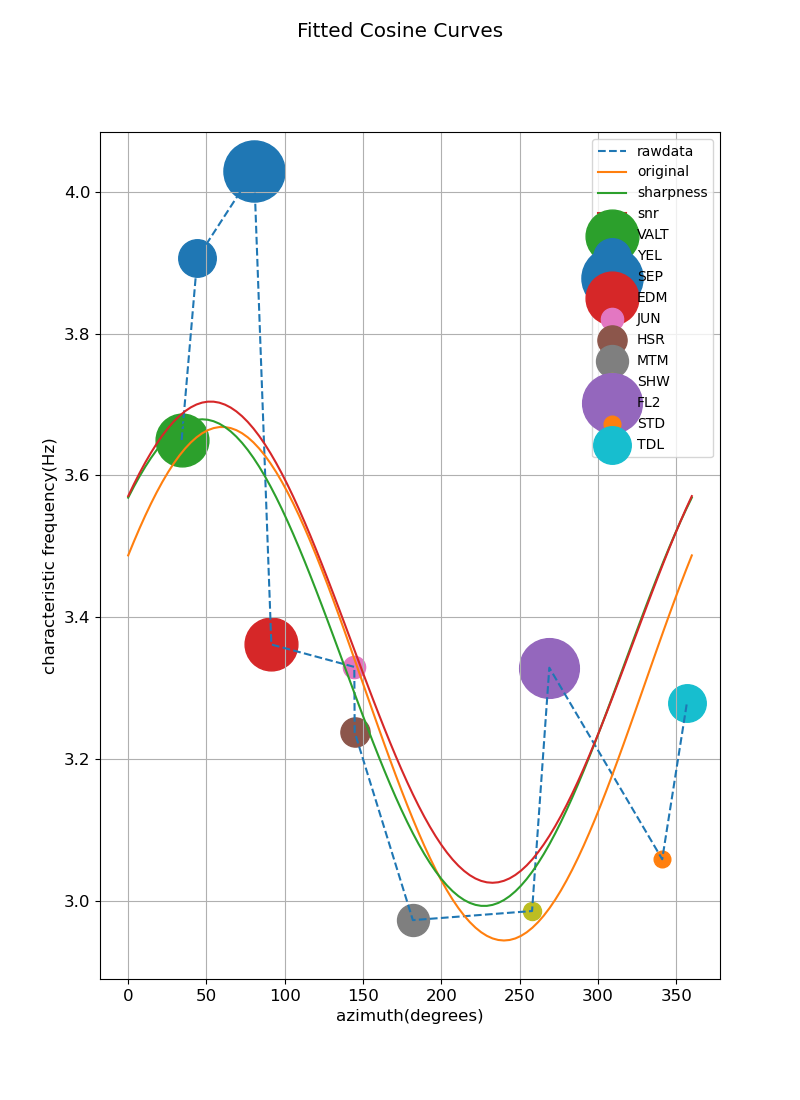 Fitted Cosine Curves
4.0
3.8
3.6
3.4
3.2
3.0
characteristic frequency(Hz)
rawdata
original
sharpness
snr
VALT
YEL
SEP
EDM
JUN
HSR
MTM
SHW
FL2
STD
TDL
0 50 100 150 200 250 300 350
azimuth(degrees)